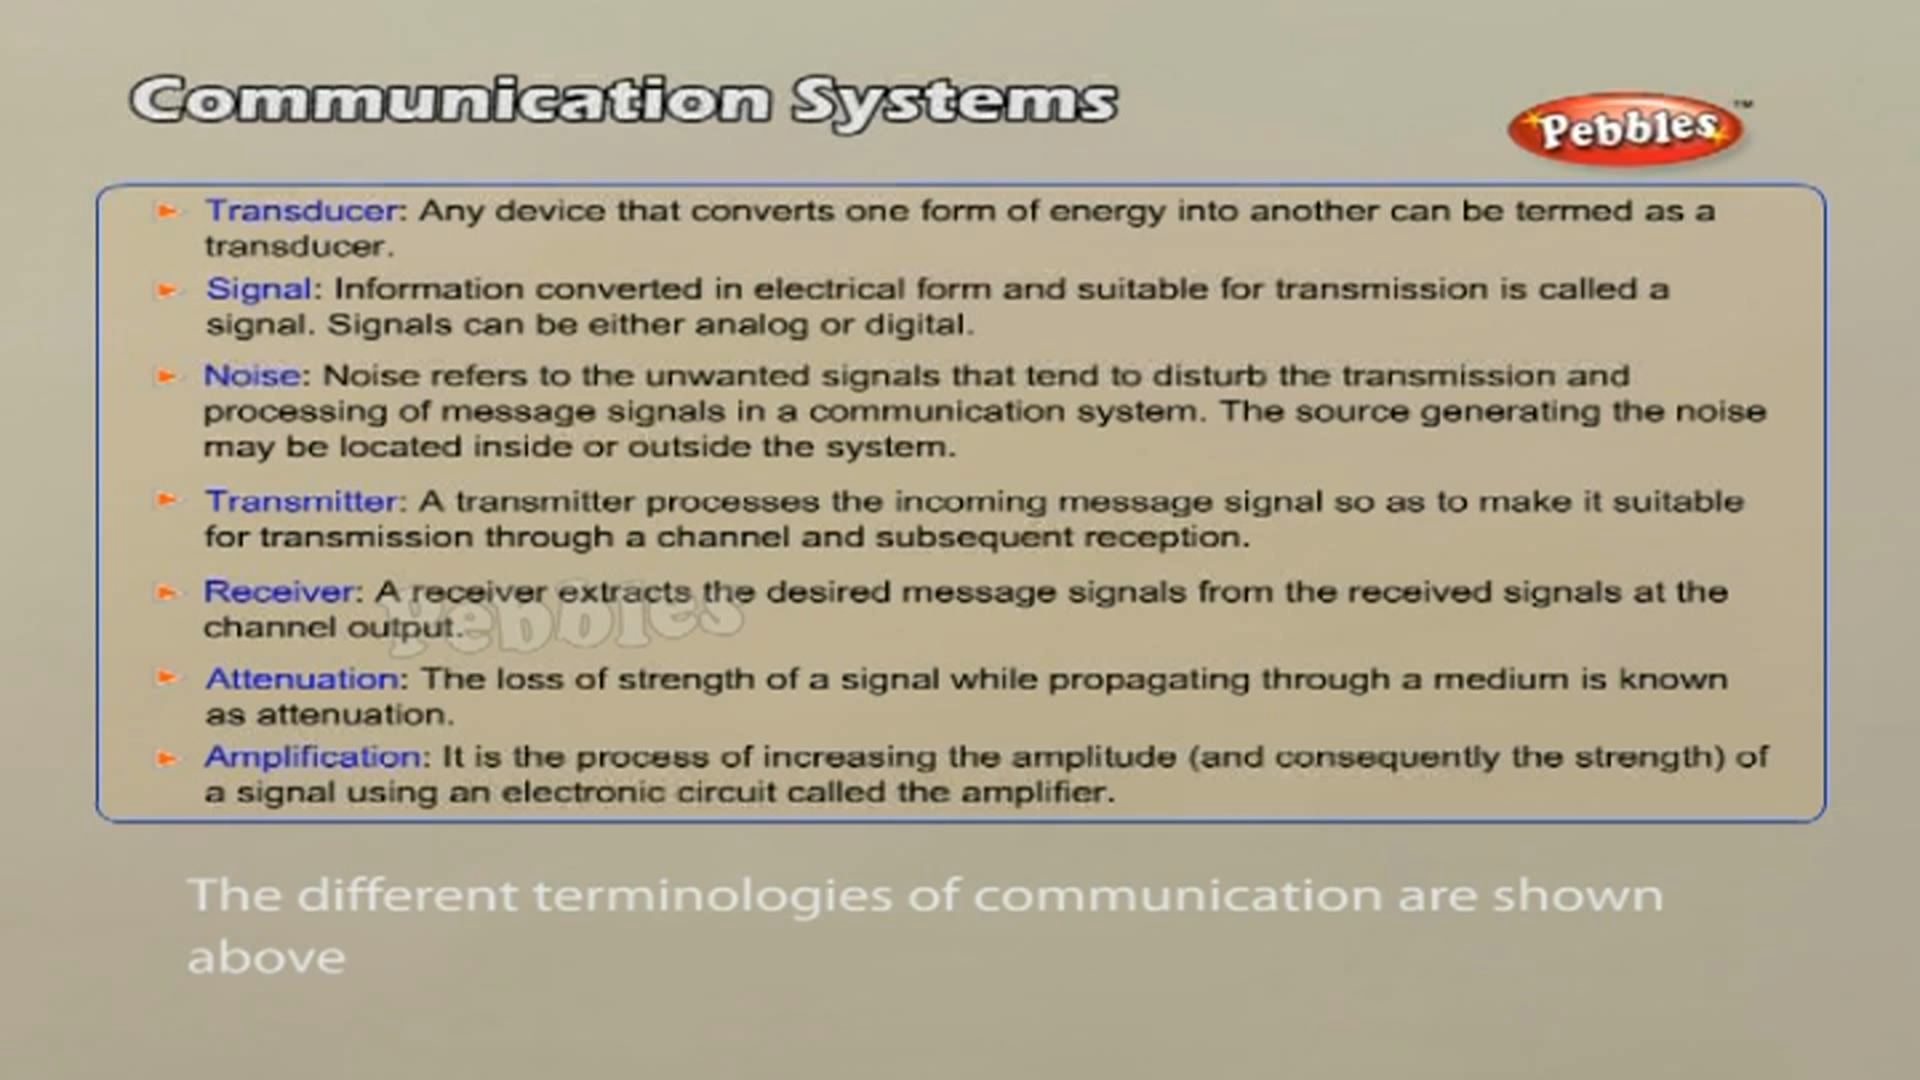 Communication Systems
Pebbles™
Transducer: Any device that converts one form of energy into another can be termed as a
transducer.
Signal: Information converted in electrical form and suitable for transmission is called a
signal. Signals can be either analog or digital.
Noise: Noise refers to the unwanted signals that tend to disturb the transmission and
processing of message signals in a communication system. The source generating the noise
may be located inside or outside the system.
Transmitter: A transmitter processes the incoming message signal so as to make it suitable
for transmission through a channel and subsequent reception.
Receiver: A receiver extracts the desired message signals from the received signals at the
channel output.
Pebbles
Attenuation: The loss of strength of a signal while propagating through a medium is known
as attenuation.
Amplification: It is the process of increasing the amplitude (and consequently the strength) of
a signal using an electronic circuit called the amplifier.
The different terminologies of communication are shown
above